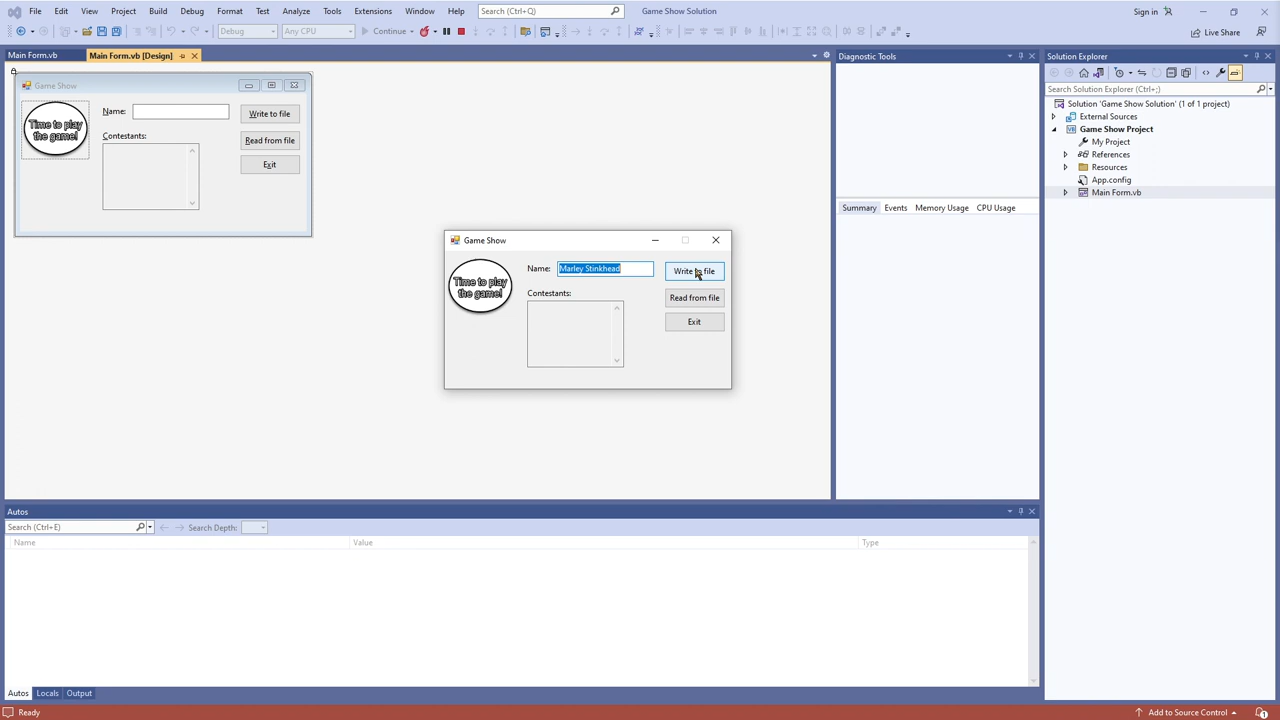 File Edit View Project Build Debug Format Test Analyze Tools Extensions Window Help Search (Ctrl+Q) Game Show Solution Sign in
Debug Any CPU Continue Live Share
Main Form.vb Main Form.vb [Design] Diagnostic Tools Solution Explorer
Game Show
Time to play
the game!
Name:
Contestants:
Write to file
Read from file
Exit
Game Show
Time to play
the game!
Name: Marley Stinkhead
Contestants:
Write to file
Read from file
Exit
Summary Events Memory Usage CPU Usage
Search Solution Explorer (Ctrl+;)
Solution 'Game Show Solution' (1 of 1 project)
External Sources
Game Show Project
My Project
References
Resources
App.config
Main Form.vb
Autos
Search (Ctrl+E) Search Depth:
Name Value Type
Autos Locals Output
Ready Add to Source Control 1